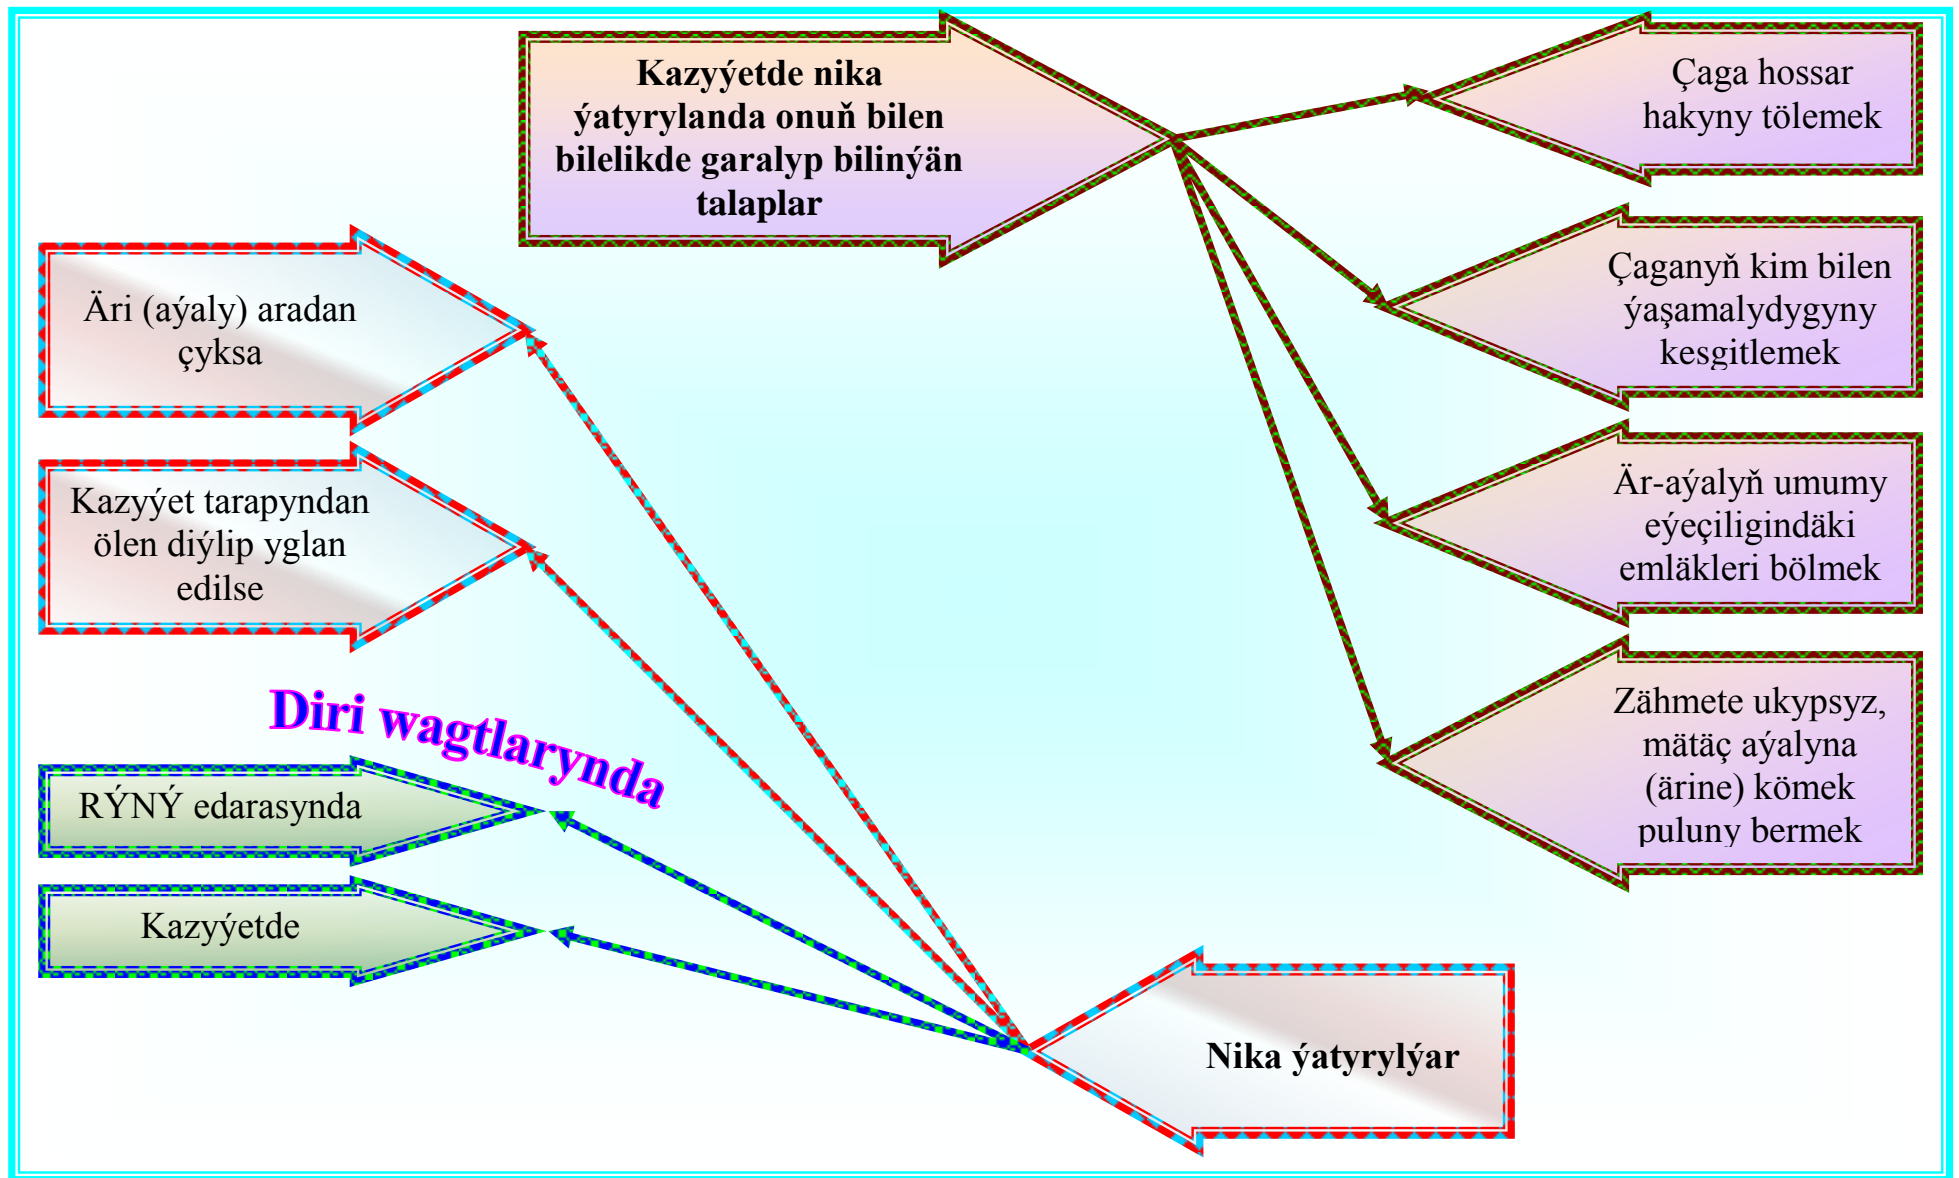 Kazyýetde nika
ýatyrylanda onuň bilen
bilelikde garalyp bilinýän
talaplar
Çaga hossar
hakyny tölemek
Çaganyň kim bilen
ýaşamalydygyny
kesgitlemek
Är-aýalyň umumy
eýeçiligindäki
emläkleri bölmek
Zähmete ukypsyz,
mätäç aýalyna
(ärine) kömek
puluny bermek
Äri (aýaly) aradan
çyksa
Kazyýet tarapyndan
ölen diýlip yglan
edilse
Diri wagtlarynda
RÝNÝ edarasynda
Kazyýetde
Nika ýatyrylýar